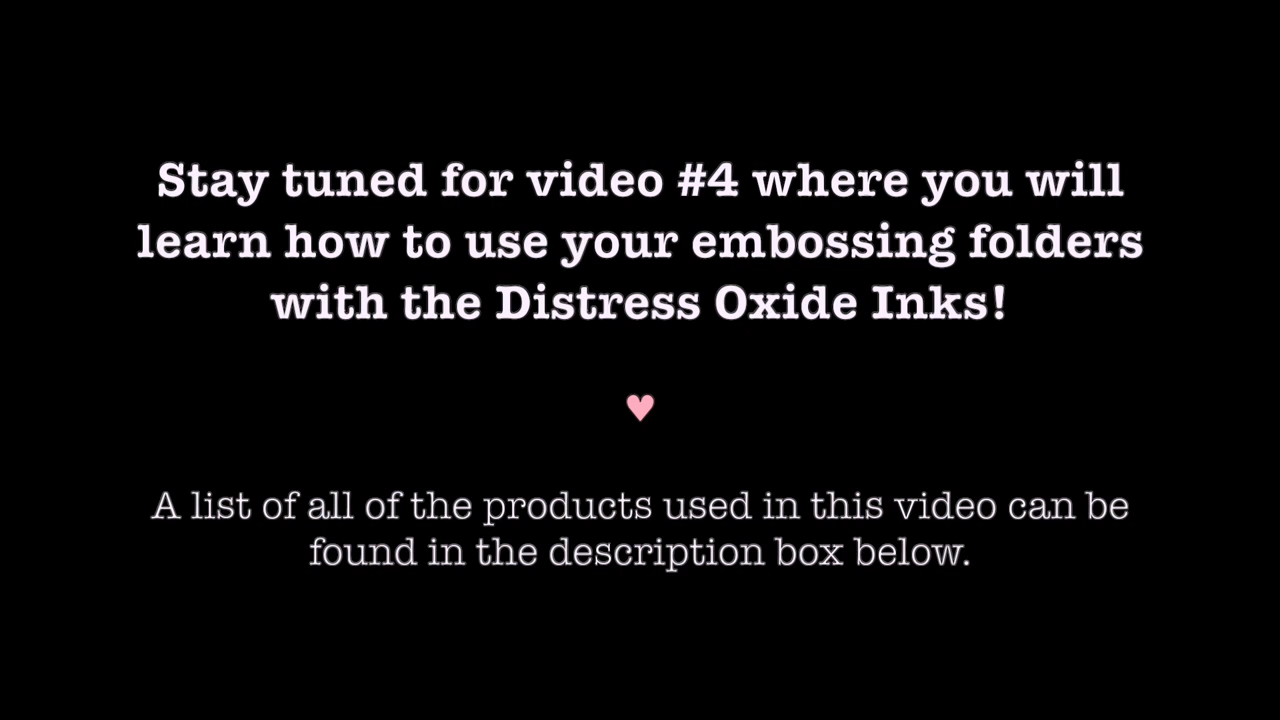 Stay tuned for video #4 where you will
learn how to use your embossing folders
with the Distress Oxide Inks!
♥
A list of all of the products used in this video can be
found in the description box below.